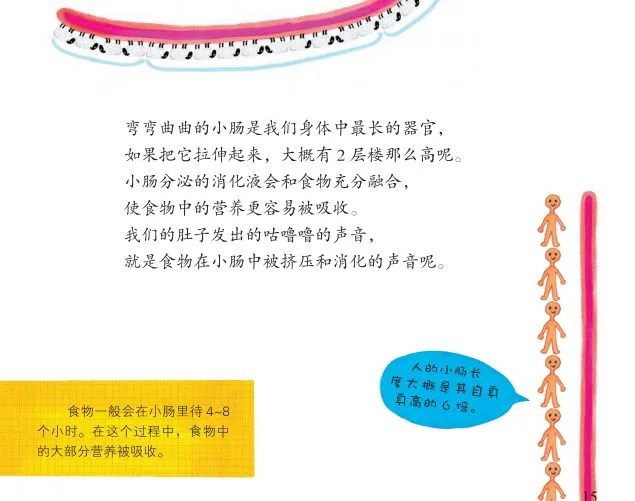 弯弯曲曲的小肠是我们身体中最长的器官，
如果把它拉伸起来，大概有2层楼那么高呢。
小肠分泌的消化液会和食物充分融合，
使食物中的营养更容易被吸收。
我们的肚子发出的咕噜噜的声音，
就是食物在小肠中被挤压和消化的声音呢。
人的小肠长
度大概是其自身
身高的6倍。
食物一般会在小肠里待4~8
个小时。在这个过程中，食物中
的大部分营养被吸收。
15